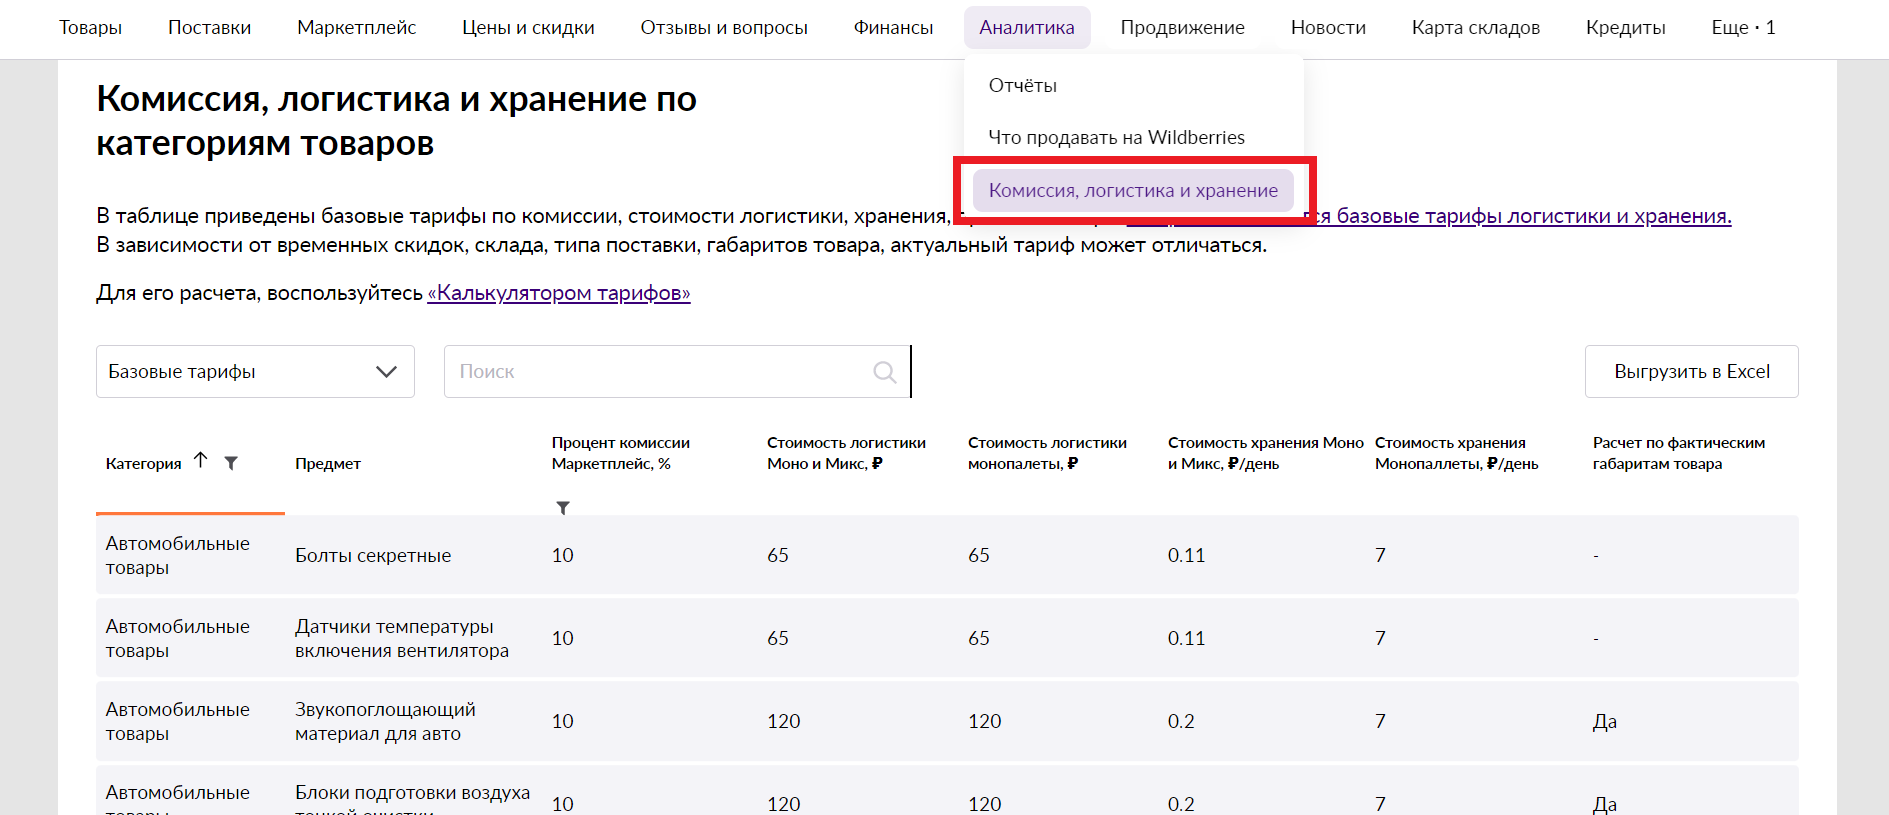 Товары Поставки Маркетплейс Цены и скидки Отзывы и вопросы Финансы Аналитика Продвижение Новости Карта складов Кредиты Еще · 1
Отчёты
Что продавать на Wildberries
Комиссия, логистика и хранение
Комиссия, логистика и хранение по
категориям товаров
В таблице приведены базовые тарифы по комиссии, стоимости логистики, хранения, базовые тарифы логистики и хранения.
В зависимости от временных скидок, склада, типа поставки, габаритов товара, актуальный тариф может отличаться.
Для его расчета, воспользуйтесь «Калькулятором тарифов»
Базовые тарифы Поиск Выгрузить в Excel
Категория Предмет Процент комиссии Маркетплейс, % Стоимость логистики Моно и Микс, ₽ Стоимость логистики монопалеты, ₽ Стоимость хранения Моно и Микс, ₽/день Стоимость хранения Монопаллеты, ₽/день Расчет по фактическим габаритам товара
Автомобильные товары Болты секретные 10 65 65 0.11 7 -
Автомобильные товары Датчики температуры включения вентилятора 10 65 65 0.11 7 -
Автомобильные товары Звукопоглощающий материал для авто 10 120 120 0.2 7 Да
Автомобильные Блоки подготовки воздуха 10 120 120 0.2 7 Да